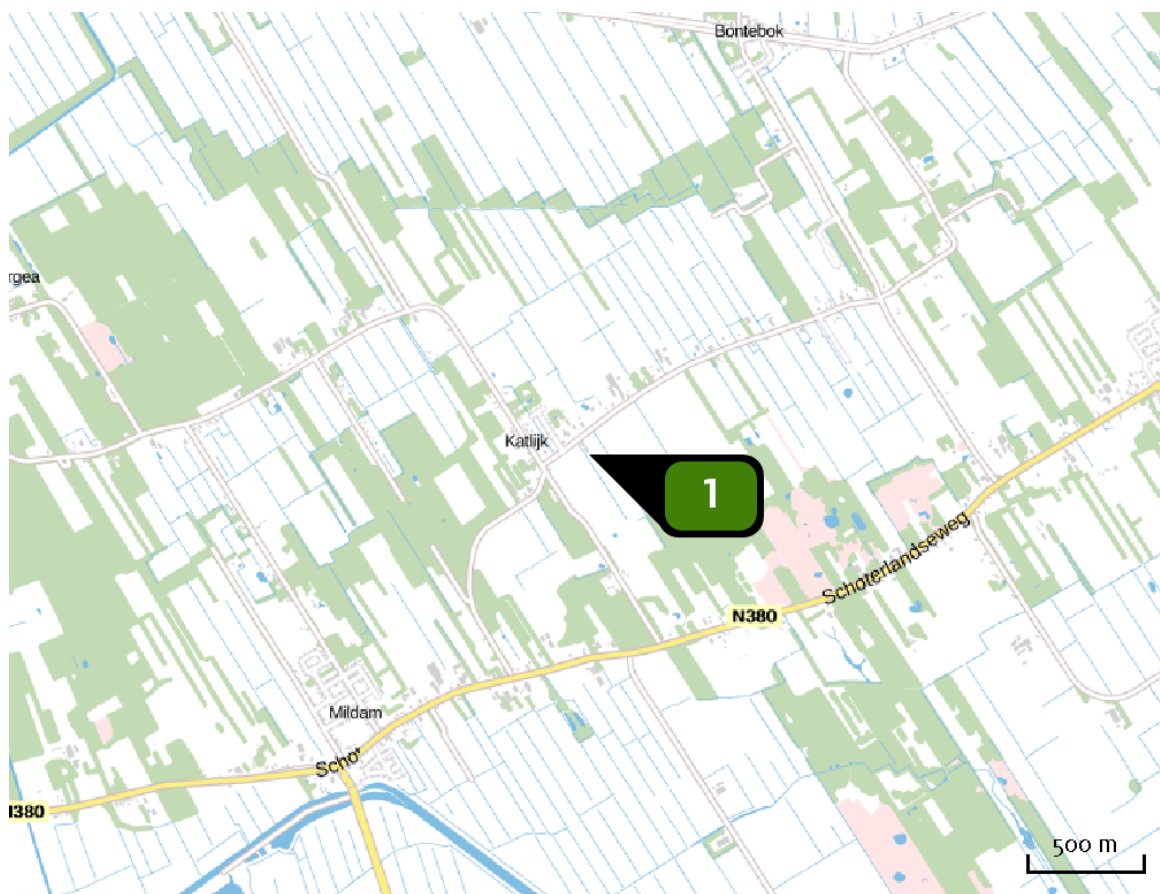 Bontebok
rgea
Katlijk
1
Schoterlandseweg
N380
Mildam
Scho
N380
500 m